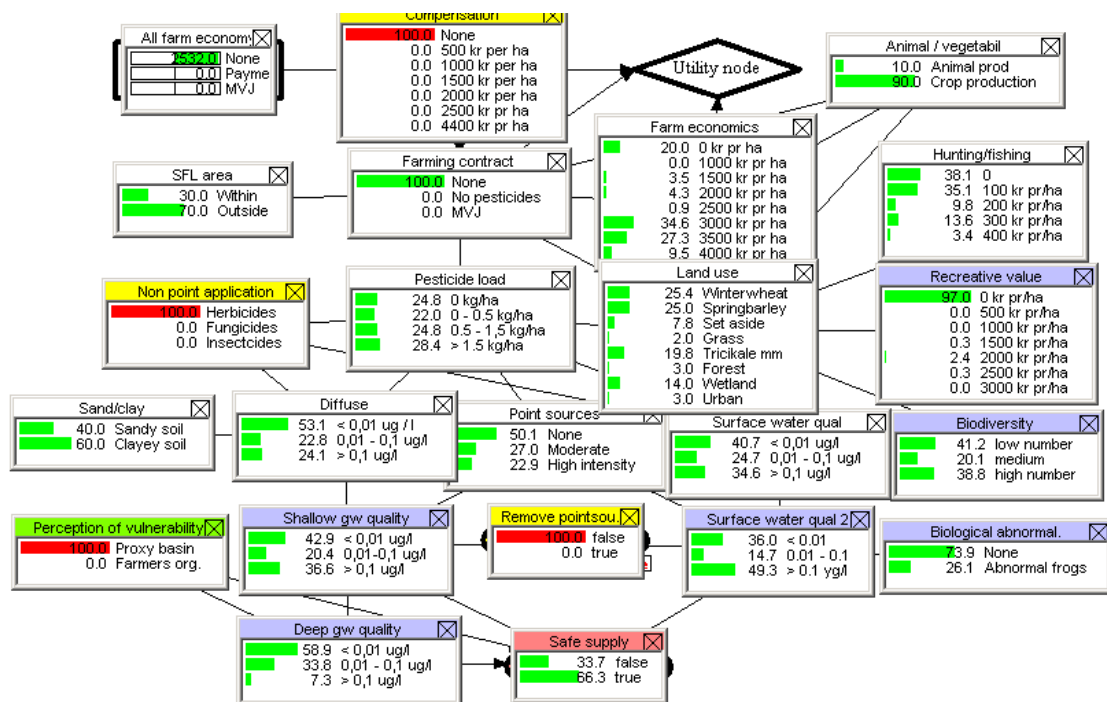 Compensation
100.0 None
0.0 500 kr per ha
0.0 1000 kr per ha
0.0 1500 kr per ha
0.0 2000 kr per ha
0.0 2500 kr per ha
0.0 4400 kr per ha
All farm economy
2532.0 None
0.0 Payme
0.0 MVJ
Utility node
Animal / vegetabil
10.0 Animal prod
90.0 Crop production
Farm economics
20.0 0 kr pr ha
0.0 1000 kr pr ha
3.5 1500 kr pr ha
4.3 2000 kr pr ha
0.9 2500 kr pr ha
34.6 3000 kr pr ha
27.3 3500 kr pr ha
9.5 4000 kr pr ha
SFL area
30.0 Within
70.0 Outside
Farming contract
100.0 None
0.0 No pesticides
0.0 MVJ
Hunting/fishing
38.1 0
35.1 100 kr pr/ha
9.8 200 kr pr/ha
13.6 300 kr pr/ha
3.4 400 kr pr/ha
Non point application
100.0 Herbicides
0.0 Fungicides
0.0 Insectcides
Pesticide load
24.8 0 kg/ha
22.0 0 - 0.5 kg/ha
24.8 0.5 - 1,5 kg/ha
28.4 > 1.5 kg/ha
Land use
25.4 Winterwheat
25.0 Springbarley
7.8 Set aside
2.0 Grass
19.8 Tricikale mm
3.0 Forest
14.0 Wetland
3.0 Urban
Recreative value
97.0 0 kr pr/ha
0.0 500 kr pr/ha
0.0 1000 kr pr/ha
0.3 1500 kr pr/ha
2.4 2000 kr pr/ha
0.3 2500 kr pr/ha
0.0 3000 kr pr/ha
Sand/clay
40.0 Sandy soil
60.0 Clayey soil
Diffuse
53.1 < 0,01 ug / l
22.8 0,01 - 0,1 ug/l
24.1 > 0,1 ug/l
Point sources
50.1 None
27.0 Moderate
22.9 High intensity
Surface water qual
40.7 < 0,01 ug/l
24.7 0,01 - 0,1 ug/l
34.6 > 0,1 ug/l
Biodiversity
41.2 low number
20.1 medium
38.8 high number
Perception of vulnerability
100.0 Proxy basin
0.0 Farmers org.
Shallow gw quality
42.9 < 0,01 ug/l
20.4 0,01-0,1 ug/l
36.6 > 0,1 ug/l
Remove pointsou.
100.0 false
0.0 true
Surface water qual 2
36.0 < 0.01
14.7 0.01 - 0.1
49.3 > 0.1 yg/l
Biological abnormal.
73.9 None
26.1 Abnormal frogs
Deep gw quality
58.9 < 0,01 ug/l
33.8 0,01 - 0,1 ug/l
7.3 > 0,1 ug/l
Safe supply
33.7 false
66.3 true